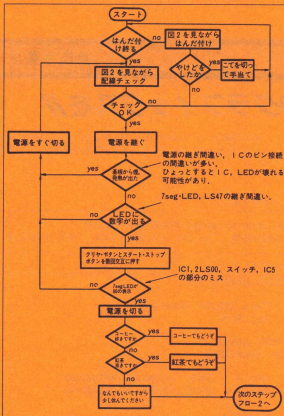 スタート
はんだ付け終る
no
図2を見ながら
はんだ付け
やけどを
したか
yes
こてを切っ
て手当て
no
yes
図2を見ながら
配線チェック
チェック
OK
no
yes
電源をすぐ切る
電源を継ぐ
電源の継ぎ間違い, ICのピン接続
の間違いが多い.
ひょっとするとIC, LEDが壊れる
可能性があり.
yes
基板から煙,
発熱が出た
no
7seg・LED, LS47の継ぎ間違い.
no
LEDに
数字が出る
yes
クリヤ・ボタンとスタート・ストップ
ボタンを数回交互に押す
IC1, 2LS00, スイッチ, IC5
の部分のミス
no
7segLEDが
の表示
yes
電源を切る
コーヒー
好きですか
yes
コーヒーでもどうぞ
no
紅茶
好きですか
yes
紅茶でもどうぞ
no
なんでもいいですから
少し休んでください
次のステップ
フロー2へ